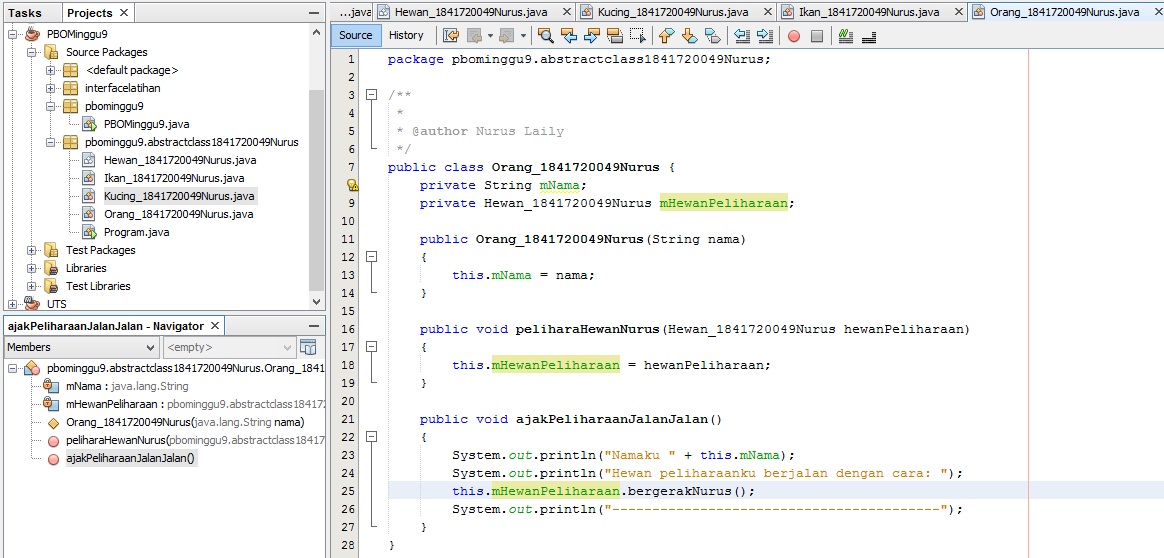 Tasks
Projects
PBOMinggu9
Source Packages
<default package>
interfacelatihan
pbominggu9
PBOMinggu9.java
pbominggu9.abstractclass1841720049Nurus
Hewan_1841720049Nurus.java
Ikan_1841720049Nurus.java
Kucing_1841720049Nurus.java
Orang_1841720049Nurus.java
Program.java
Test Packages
Libraries
Test Libraries
UTS
ajakPeliharaanJalanJalan - Navigator
Members
<empty>
pbominggu9.abstractclass1841720049Nurus.Orang_1841
mNama : java.lang.String
mHewanPeliharaan : pbominggu9.abstractclass18417
Orang_1841720049Nurus(java.lang.String nama)
peliharaHewanNurus(pbominggu9.abstractclass18417
ajakPeliharaanJalanJalan()
...java
Hewan_1841720049Nurus.java
Kucing_1841720049Nurus.java
Ikan_1841720049Nurus.java
Orang_1841720049Nurus.java
Source
History
1 package pbominggu9.abstractclass1841720049Nurus;
2
3 /**
4 *
5 * @author Nurus Laily
6 */
7 public class Orang_1841720049Nurus {
private String mNama;
9 private Hewan_1841720049Nurus mHewanPeliharaan;
10
11 public Orang_1841720049Nurus(String nama)
12 {
13 this.mNama = nama;
14 }
15
16 public void peliharaHewanNurus(Hewan_1841720049Nurus hewanPeliharaan)
17 {
18 this.mHewanPeliharaan = hewanPeliharaan;
19 }
20
21 public void ajakPeliharaanJalanJalan()
22 {
23 System.out.println("Namaku " + this.mNama);
24 System.out.println("Hewan peliharaanku berjalan dengan cara: ");
25 this.mHewanPeliharaan.bergerakNurus();
26 System.out.println("-----------------------------------------");
27 }
28 }